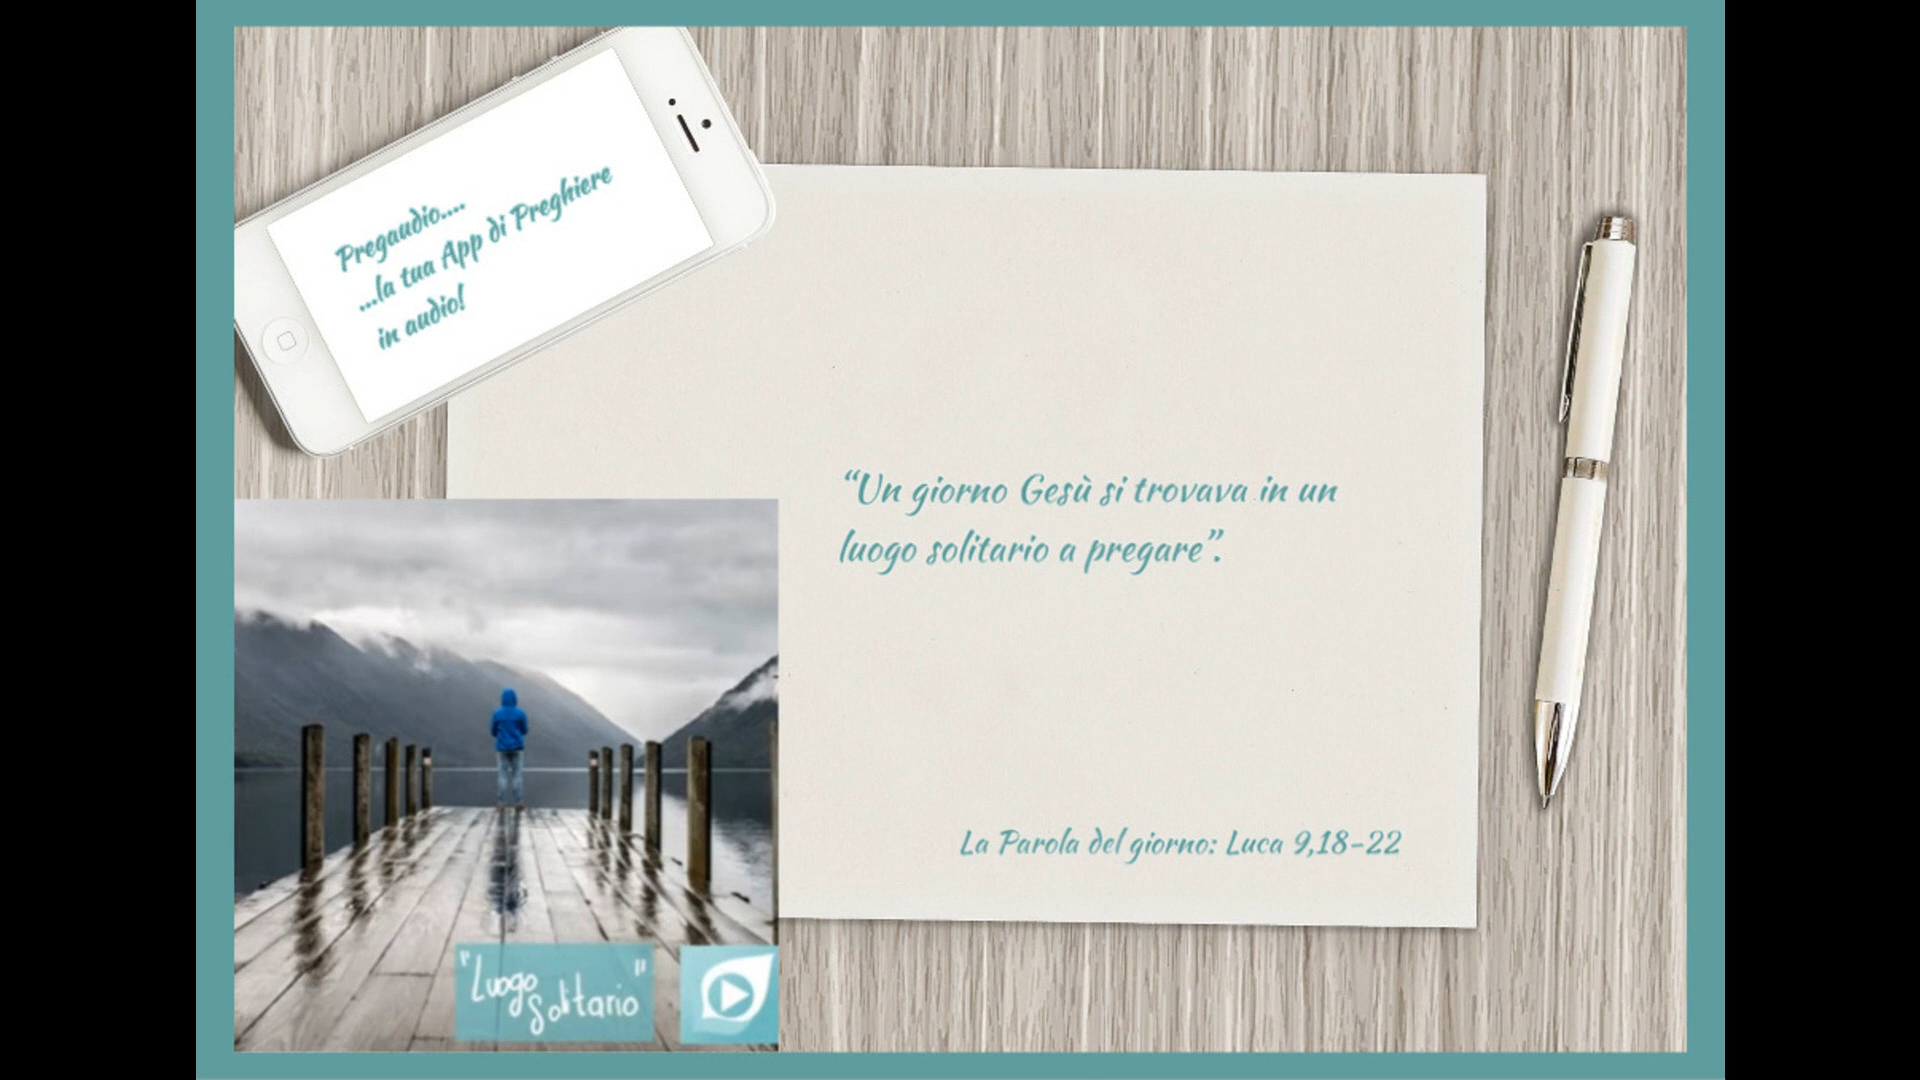 Pregaudio....
...la tua App di Preghiere
in audio!
“Un giorno Gesù si trovava in un
luogo solitario a pregare”.
La Parola del giorno: Luca 9,18-22
"Luogo
Solitario"